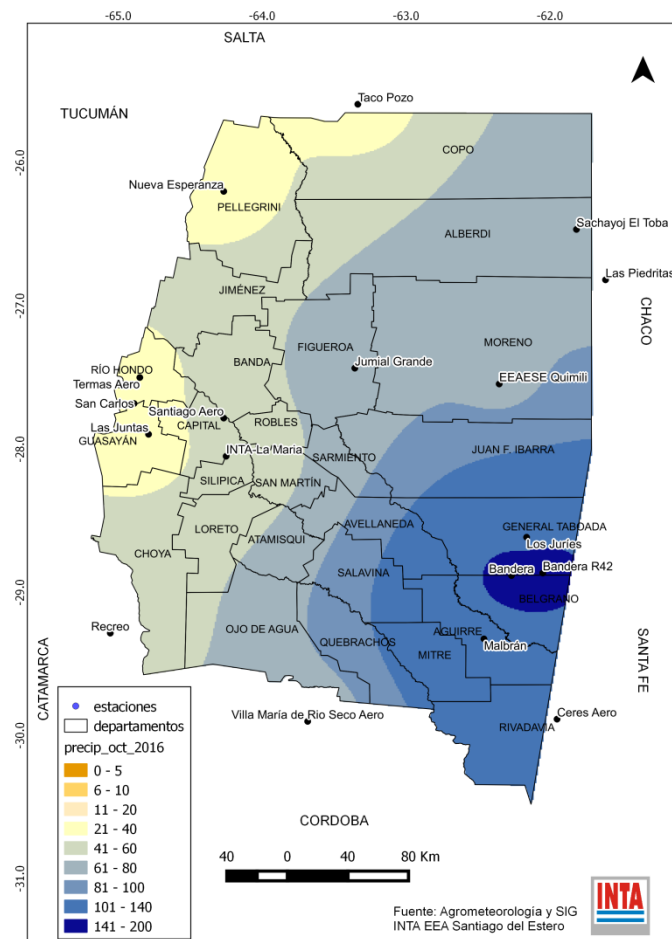 -65.0 -64.0 -63.0 -62.0
SALTA
Taco Pozo
TUCUMÁN
COPO
-26.0
Nueva Esperanza
PELLEGRINI
Sachayoj El Toba
ALBERDI
Las Piedritas
JIMÉNEZ
-27.0
CHACO
FIGUEROA
MORENO
BANDA
Jumial Grande
RÍO HONDO
Termas Aero
EEAESE Quimili
San Carlos
Santiago Aero
CAPITAL
ROBLES
Las Juntas
GUASAYÁN
-28.0
INTA-La Maria
SARMIENTO
JUAN F. IBARRA
SILIPICA
SAN MARTÍN
LORETO
AVELLANEDA
GENERAL TABOADA
ATAMISQUI
Los Juríes
CHOYA
SALAVINA
Bandera
Bandera R42
-29.0
BELGRANO
Recreo
OJO DE AGUA
QUEBRACHOS
AGUIRRE
Malbrán
MITRE
SANTA FE
CATAMARCA
Villa María de Rio Seco Aero
Ceres Aero
RIVADAVIA
-30.0
estaciones
departamentos
precip_oct_2016
0 - 5
6 - 10
11 - 20
21 - 40
41 - 60
61 - 80
81 - 100
101 - 140
141 - 200
CORDOBA
40 0 40 80 Km
-31.0
Fuente: Agrometeorología y SIG
INTA EEA Santiago del Estero
INTA